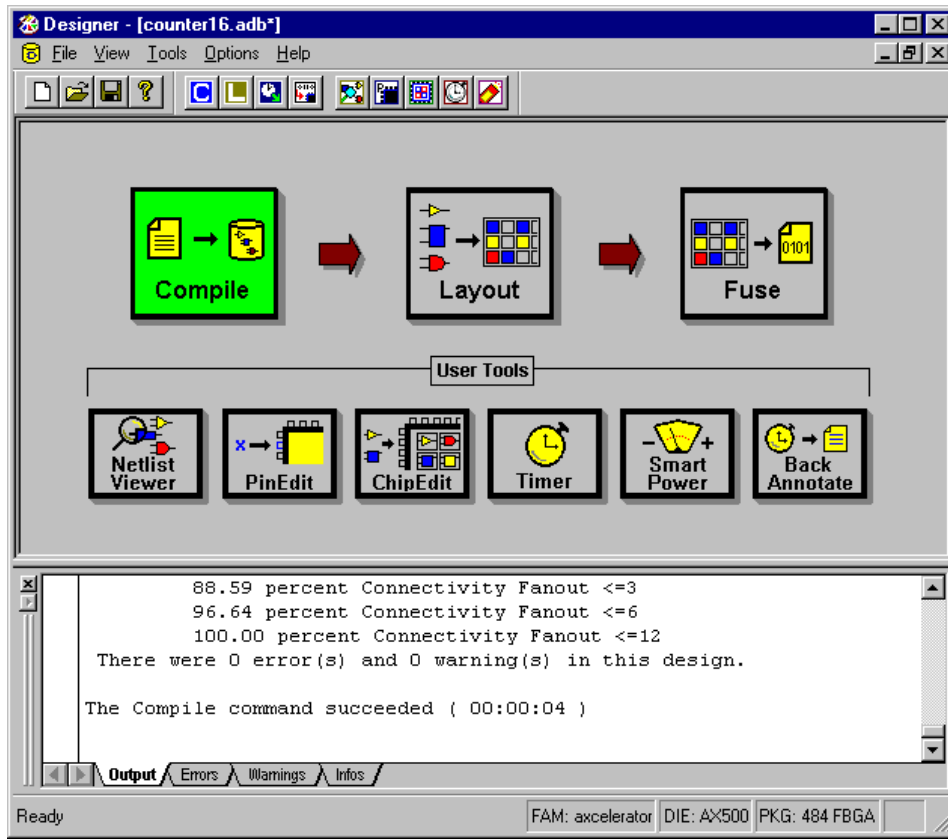 Designer - [counter16.adb*]
File View Tools Options Help
Compile
Layout
0101
Fuse
User Tools
Netlist
Viewer
x
PinEdit
ChipEdit
Timer
Smart
Power
Back
Annotate
88.59 percent Connectivity Fanout <=3
96.64 percent Connectivity Fanout <=6
100.00 percent Connectivity Fanout <=12
There were 0 error(s) and 0 warning(s) in this design.
The Compile command succeeded ( 00:00:04 )
Output Errors Warnings Infos
Ready FAM: axcelerator DIE: AX500 PKG: 484 FBGA